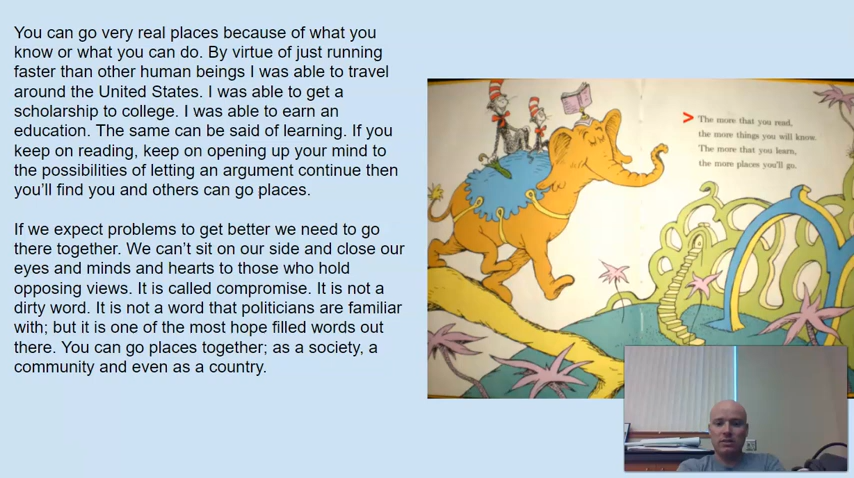 You can go very real places because of what you
know or what you can do. By virtue of just running
faster than other human beings I was able to travel
around the United States. I was able to get a
scholarship to college. I was able to earn an
education. The same can be said of learning. If you
keep on reading, keep on opening up your mind to
the possibilities of letting an argument continue then
you'll find you and others can go places.
If we expect problems to get better we need to go
there together. We can't sit on our side and close our
eyes and minds and hearts to those who hold
opposing views. It is called compromise. It is not a
dirty word. It is not a word that politicians are familiar
with; but it is one of the most hope filled words out
there. You can go places together; as a society, a
community and even as a country.
> The more that you read,
the more things you will know.
The more that you learn,
the more places you'll go.